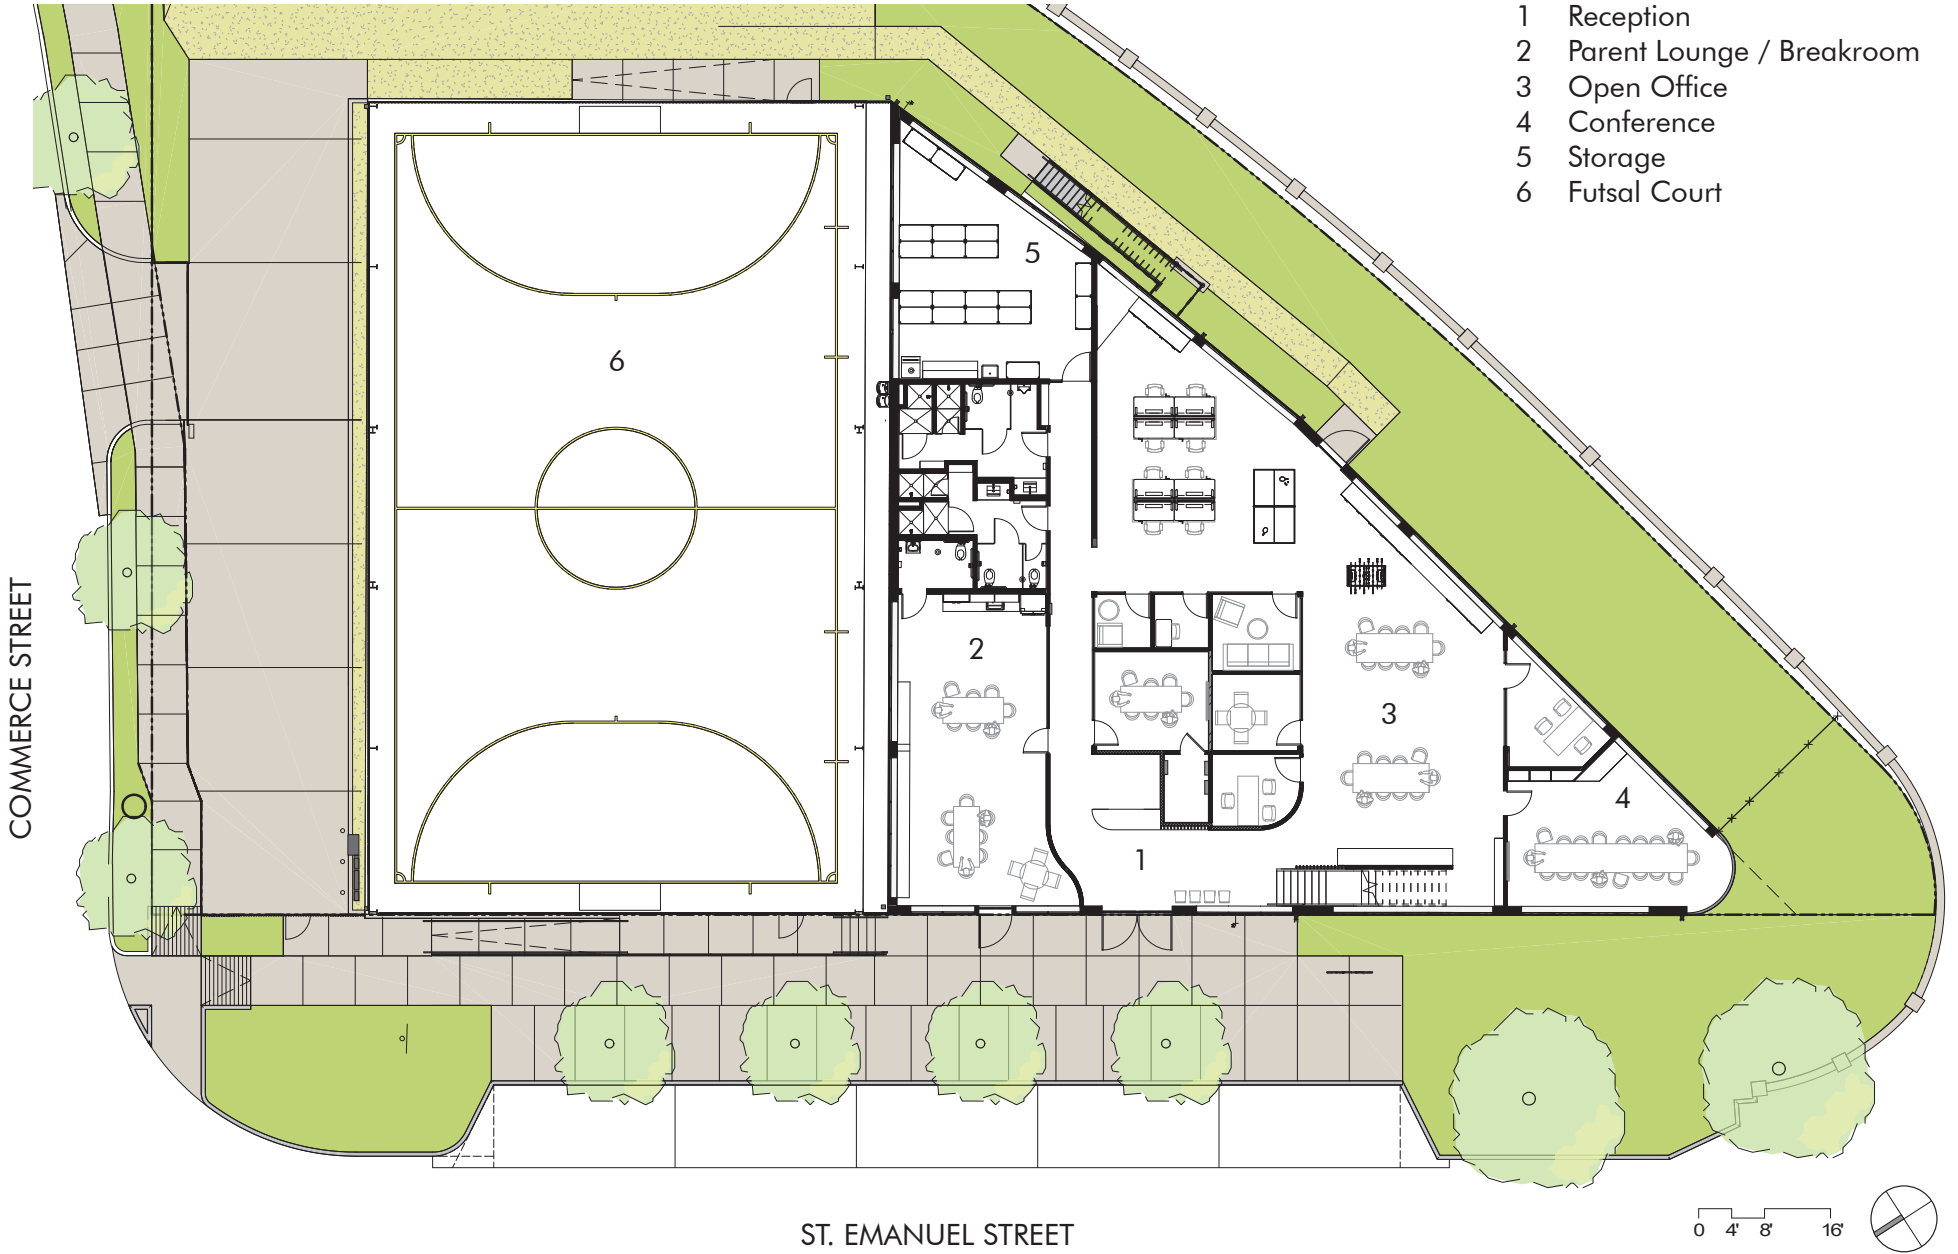 1 Reception
2 Parent Lounge / Breakroom
3 Open Office
4 Conference
5 Storage
6 Futsal Court
5
6
2
3
4
1
COMMERCE STREET
ST. EMANUEL STREET
0 4' 8' 16'